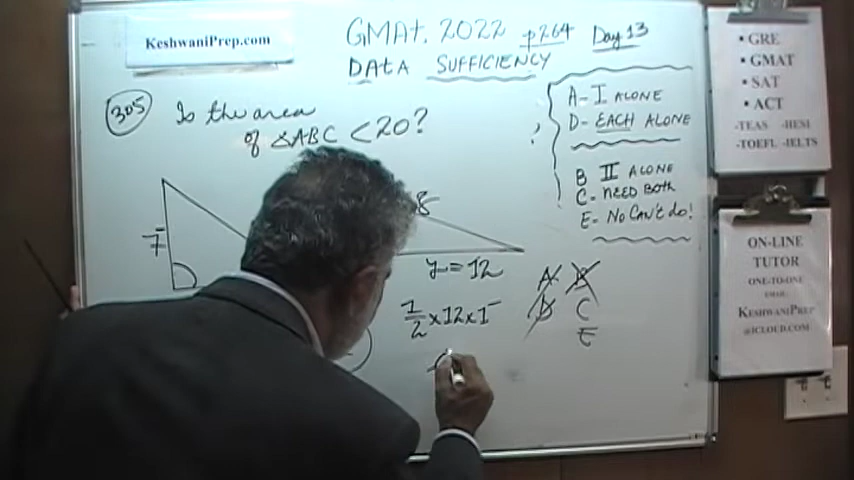 KeshwaniPrep.com
GMAT. 2022 p264 Day 13
DATA SUFFICIENCY
305 Is the area
of △ABC < 20?
A- I ALONE
D- EACH ALONE
B II ALONE
C- NEED BOTH
E- No CAN't do!
7
8
y = 12
1/2 x 12 x 1
A B
D C
E
• GRE
• GMAT
• SAT
• ACT
-TEAS -HESI
-TOEFL -IELTS
ON-LINE
TUTOR
ONE-TO-ONE
EMAIL:
KESHWANIPREP
@ICLOUD.COM